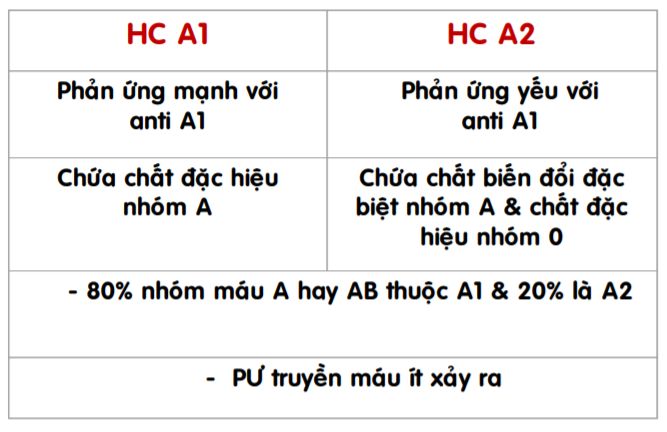 HC A1
HC A2
Phản ứng mạnh với
anti A1
Phản ứng yếu với
anti A1
Chứa chất đặc hiệu
nhóm A
Chứa chất biến đổi đặc
biệt nhóm A & chất đặc
hiệu nhóm 0
- 80% nhóm máu A hay AB thuộc A1 & 20% là A2
- PƯ truyền máu ít xảy ra